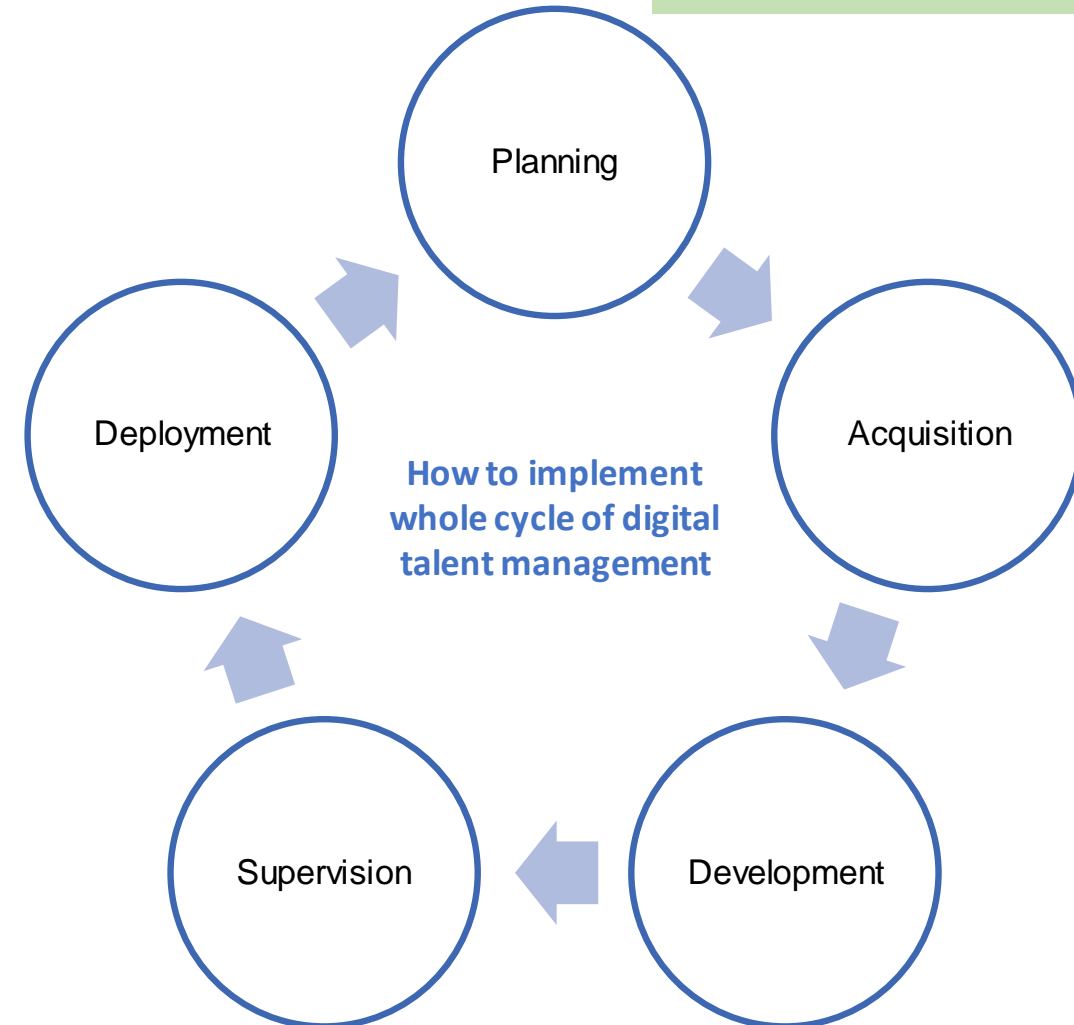 Planning
Deployment
Acquisition
How to implement
whole cycle of digital
talent management
Supervision
Development